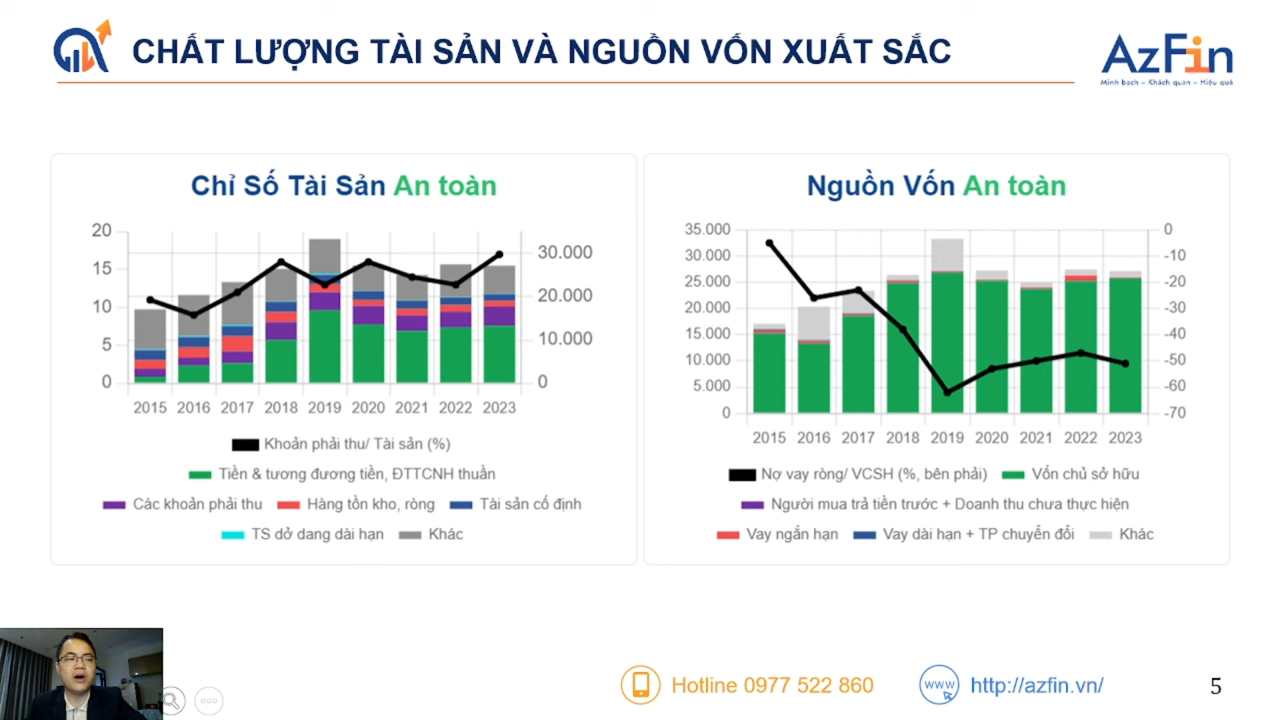 CHẤT LƯỢNG TÀI SẢN VÀ NGUỒN VỐN XUẤT SẮC
AzFin
Minh bạch – Khách quan – Hiệu quả
Chỉ Số Tài Sản An toàn
20
15
10
5
0
30.000
20.000
10.000
0
2015 2016 2017 2018 2019 2020 2021 2022 2023
Khoản phải thu/ Tài sản (%)
Tiền & tương đương tiền, ĐTTCNH thuần
Các khoản phải thu Hàng tồn kho, ròng Tài sản cố định
TS dở dang dài hạn Khác
Nguồn Vốn An toàn
35.000
30.000
25.000
20.000
15.000
10.000
5.000
0
0
-10
-20
-30
-40
-50
-60
-70
2015 2016 2017 2018 2019 2020 2021 2022 2023
Nợ vay ròng/ VCSH (%, bên phải) Vốn chủ sở hữu
Người mua trả tiền trước + Doanh thu chưa thực hiện
Vay ngắn hạn Vay dài hạn + TP chuyển đổi Khác
Hotline 0977 522 860
www
http://azfin.vn/
5